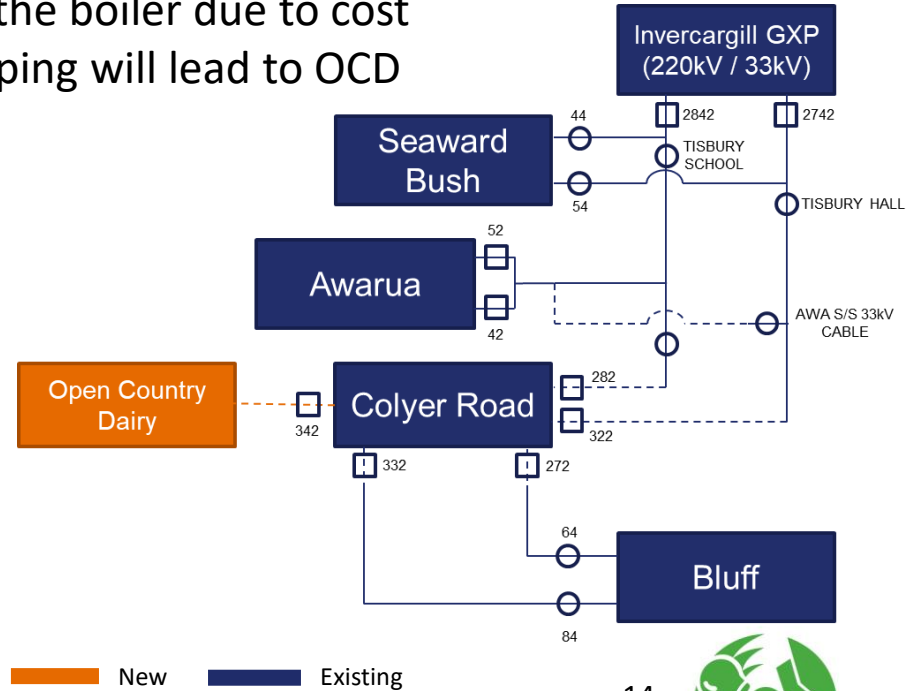 the boiler due to cost
ping will lead to OCD
Invercargill GXP
(220kV / 33kV)
2842
2742
44
Seaward
Bush
TISBURY
SCHOOL
54
TISBURY HALL
52
Awarua
42
AWA S/S 33kV
CABLE
Open Country
Dairy
342
Colyer Road
282
322
332
272
64
Bluff
84
New
Existing